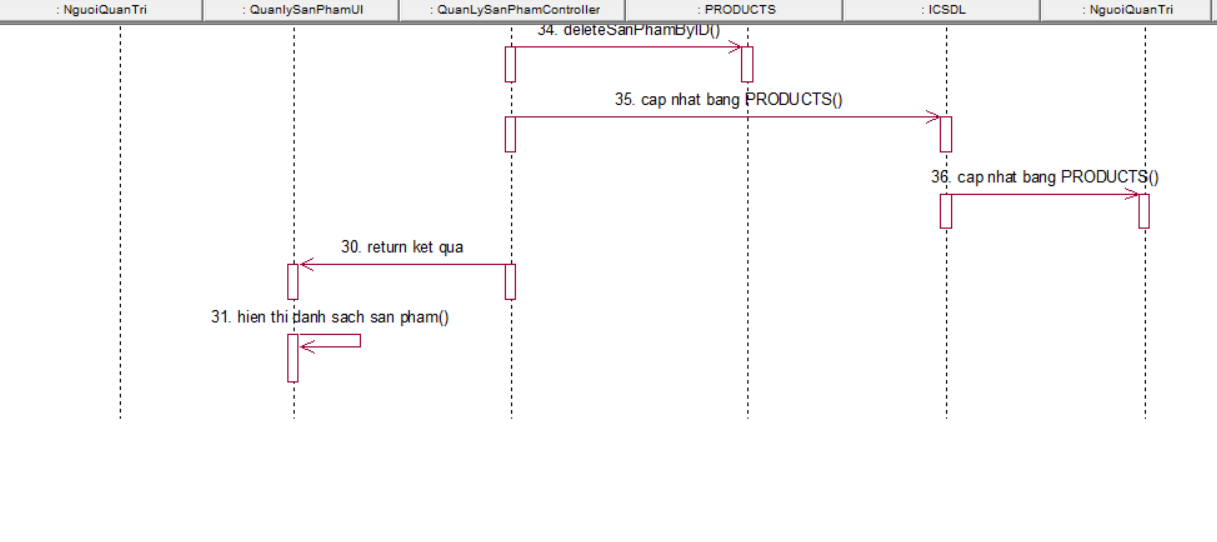 : NguoiQuanTri
: QuanlySanPhamUI
: QuanLySanPhamController
: PRODUCTS
: ICSDL
: NguoiQuanTri
34. deleteSanPhamByID()
35. cap nhat bang PRODUCTS()
36. cap nhat bang PRODUCTS()
30. return ket qua
31. hien thi danh sach san pham()